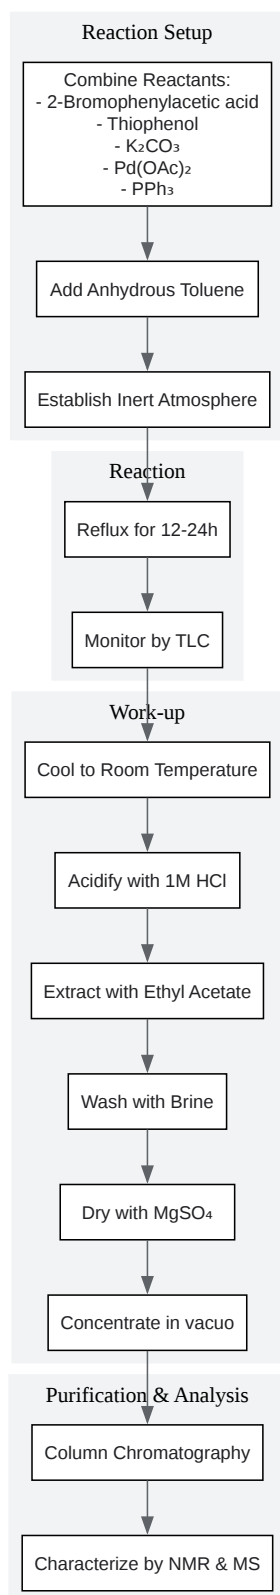 Reaction Setup
Combine Reactants:
- 2-Bromophenylacetic acid
- Thiophenol
- K₂CO₃
- Pd(OAc)₂
- PPh₃
Add Anhydrous Toluene
Establish Inert Atmosphere
Reaction
Reflux for 12-24h
Monitor by TLC
Work-up
Cool to Room Temperature
Acidify with 1M HCl
Extract with Ethyl Acetate
Wash with Brine
Dry with MgSO₄
Concentrate in vacuo
Purification & Analysis
Column Chromatography
Characterize by NMR & MS